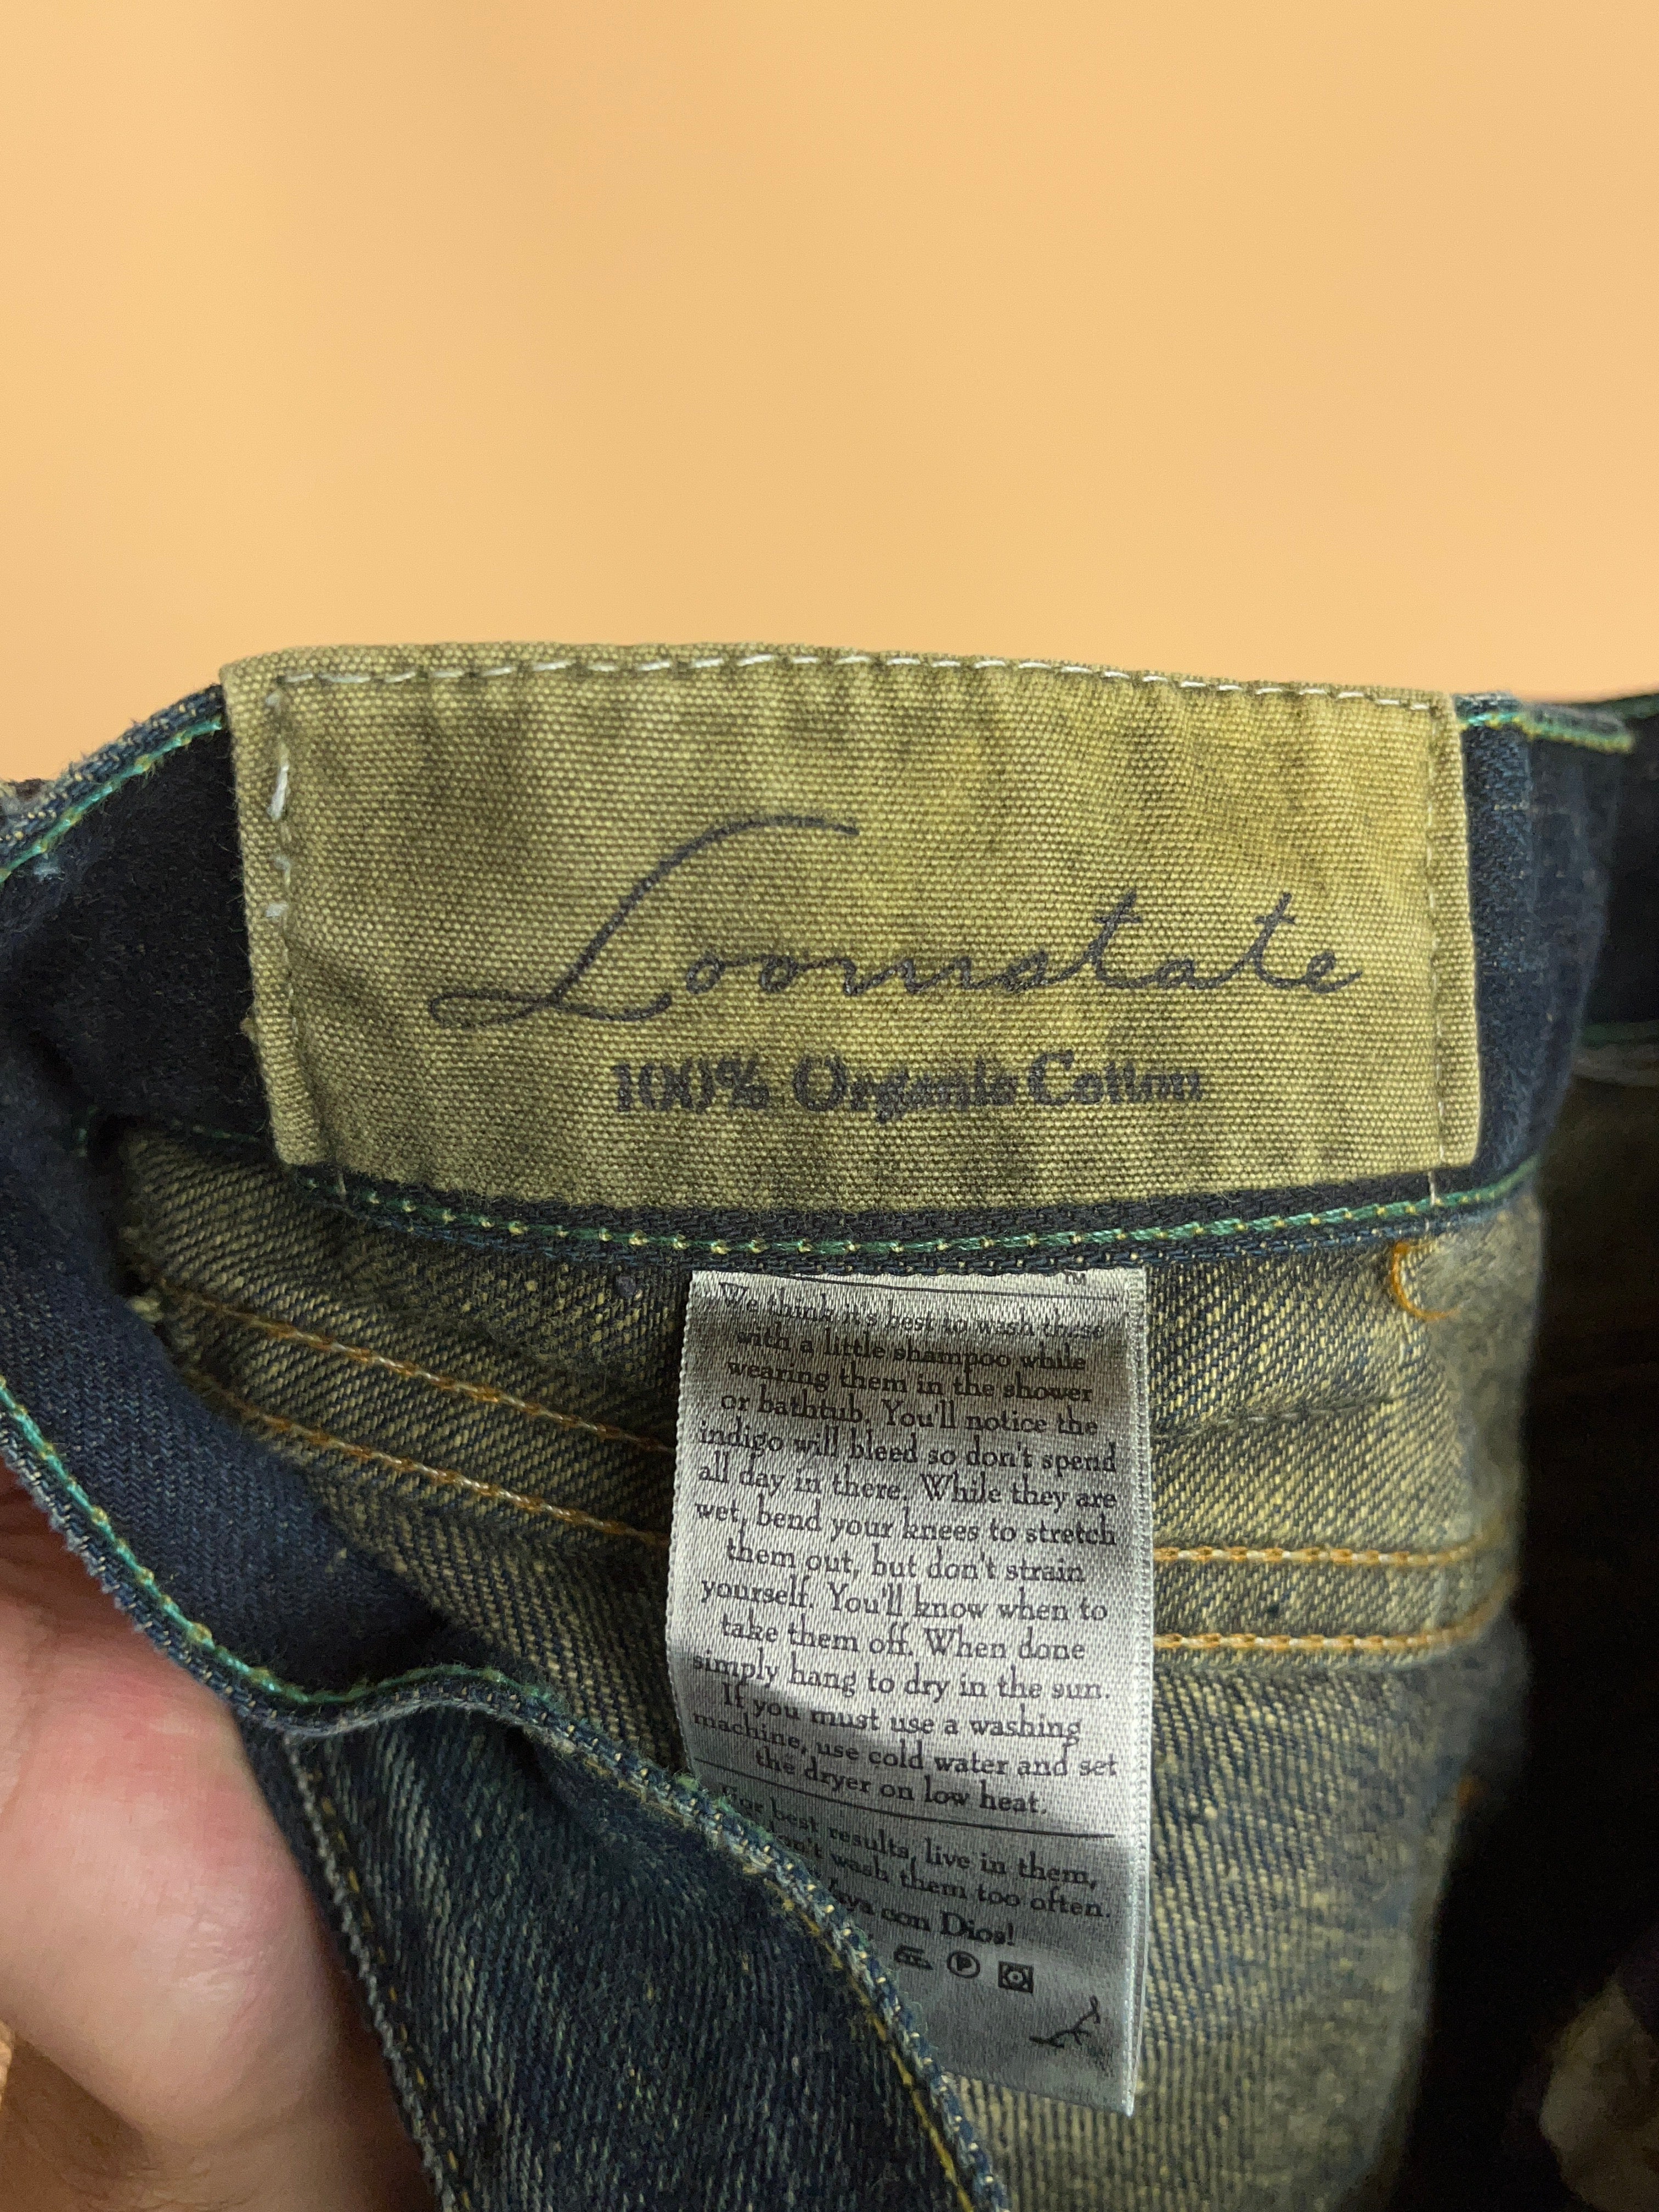 Loomstate
100% Organic Cotton
™
We think it's best to wash these
with a little shampoo while
wearing them in the shower
or bathtub. You'll notice the
indigo will bleed so don't spend
all day in there. While they are
wet, bend your knees to stretch
them out, but don't strain
yourself. You'll know when to
take them off. When done
simply hang to dry in the sun.
If you must use a washing
machine, use cold water and set
the dryer on low heat.
For best results, live in them,
don't wash them too often.
con Dios!
P